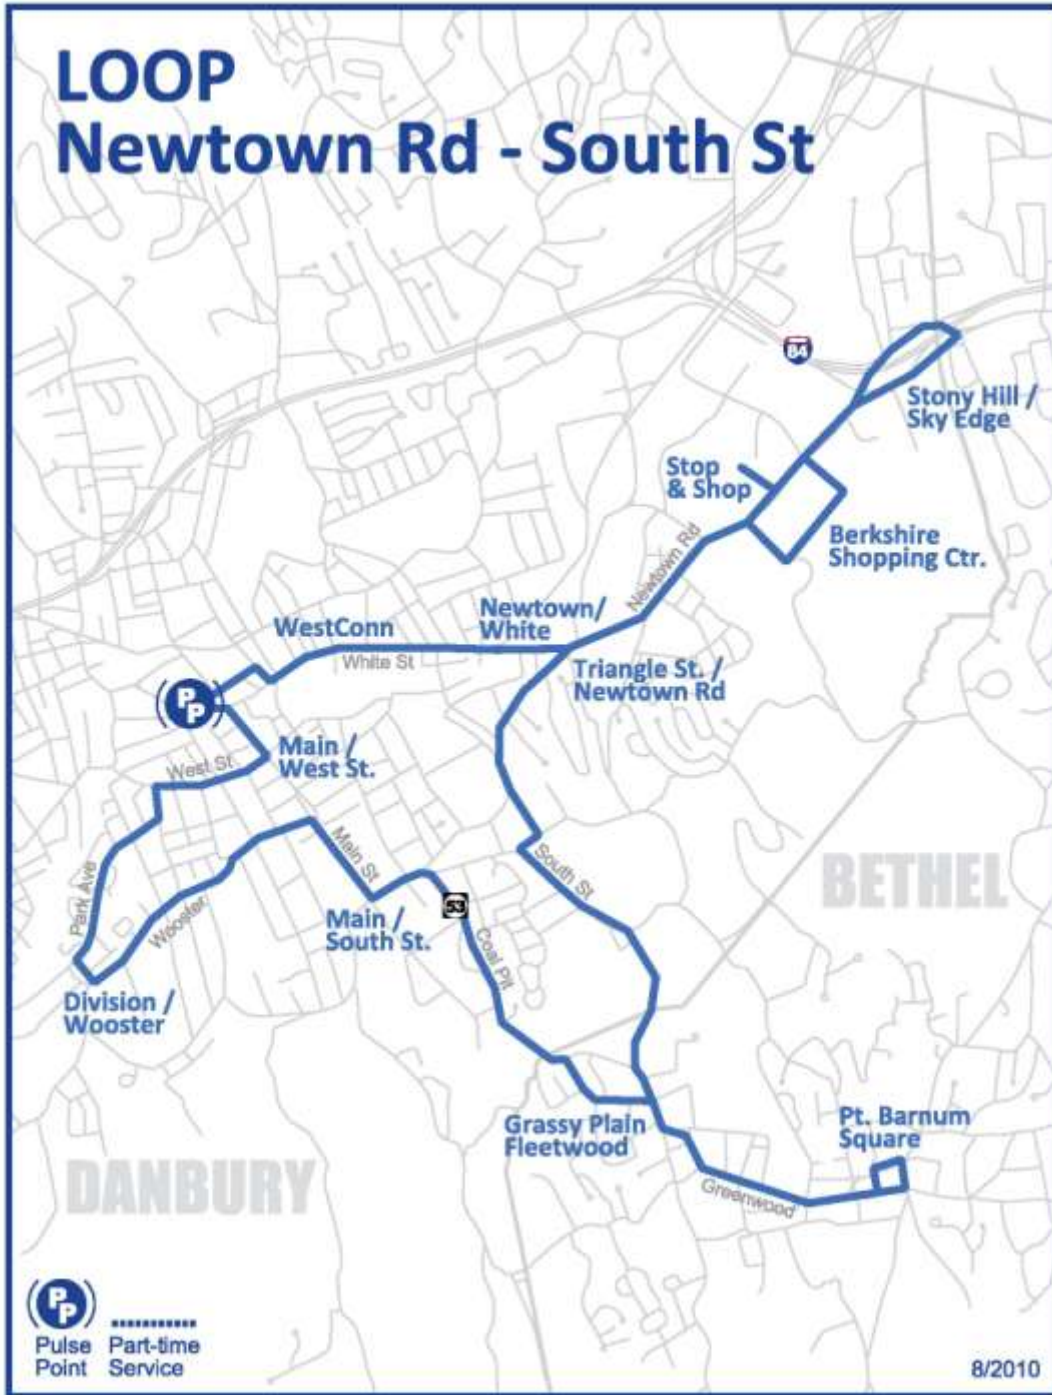 LOOP
Newtown Rd - South St
84
Stony Hill /
Sky Edge
Stop
& Shop
Berkshire
Shopping Ctr.
Newtown Rd
Newtown/
White
WestConn
White St
Triangle St. /
Newtown Rd
PP
Main /
West St.
West St
Main St
South St
BETHEL
Park Ave
Wooster
53
Main /
South St.
Coal Pit
Division /
Wooster
Grassy Plain
Fleetwood
Pt. Barnum
Square
DANBURY
Greenwood
PP
Pulse
Point
Part-time
Service
8/2010